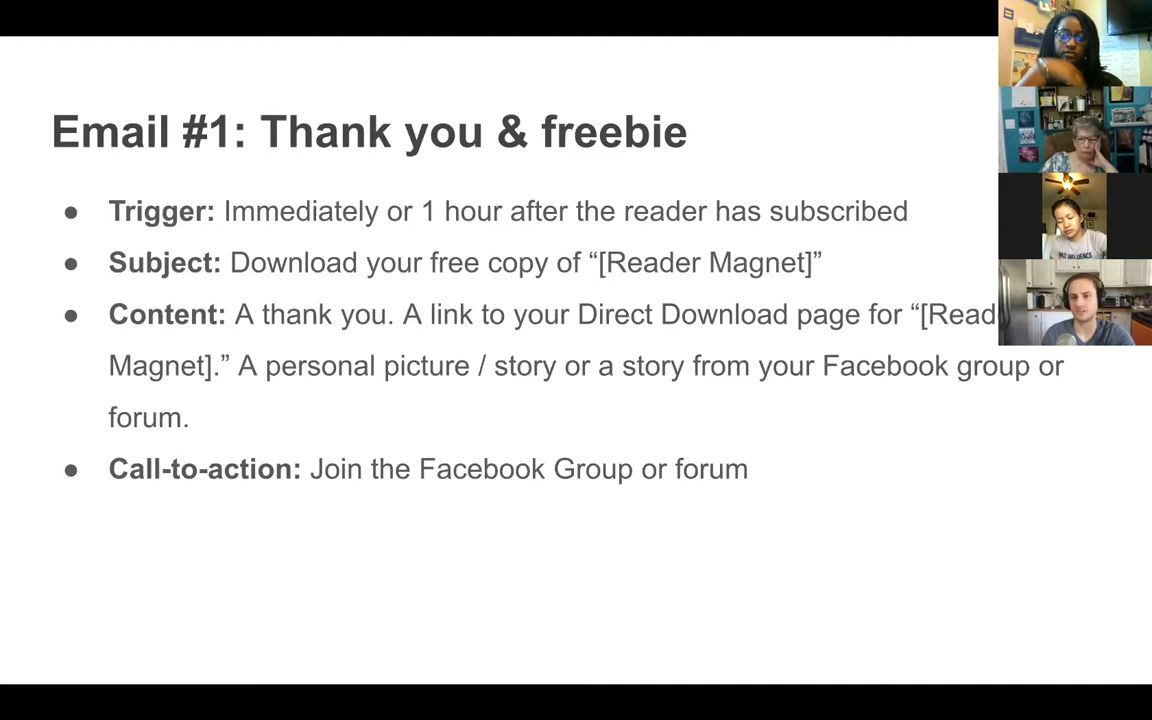 Email #1: Thank you & freebie
● Trigger: Immediately or 1 hour after the reader has subscribed
● Subject: Download your free copy of “[Reader Magnet]”
● Content: A thank you. A link to your Direct Download page for “[Read
Magnet].” A personal picture / story or a story from your Facebook group or
forum.
● Call-to-action: Join the Facebook Group or forum